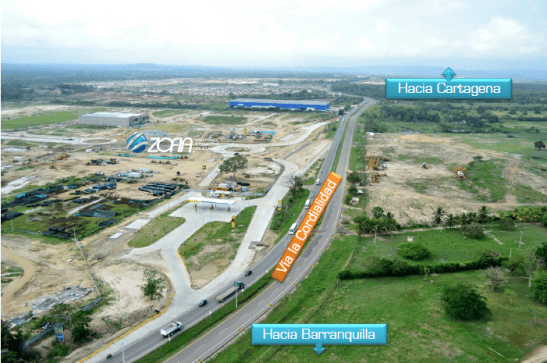 Hacia Cartagena
ZOFIA
Vía la Cordialidad
Hacia Barranquilla